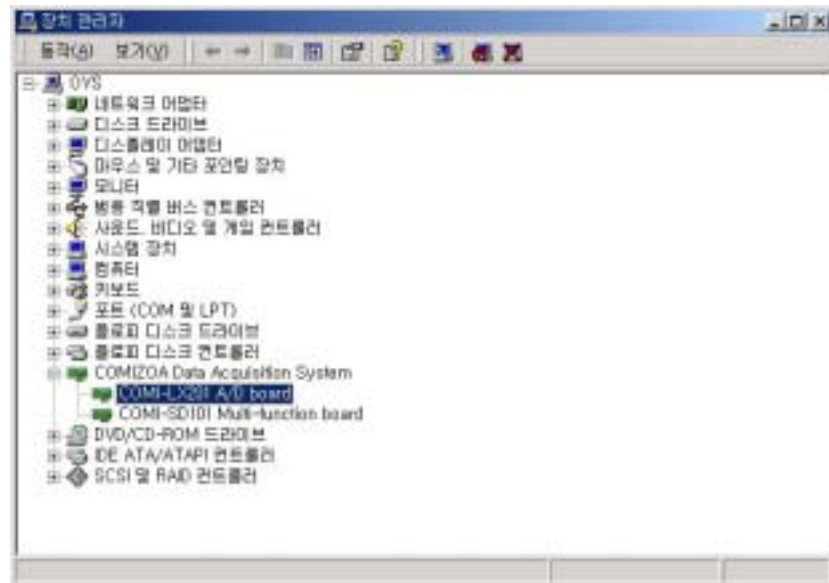 장치 관리자
동작(A) 보기(V)
OYS
네트워크 어댑터
디스크 드라이브
디스플레이 어댑터
마우스 및 기타 포인팅 장치
모니터
범용 직렬 버스 컨트롤러
사운드, 비디오 및 게임 컨트롤러
시스템 장치
컴퓨터
키보드
포트 (COM 및 LPT)
플로피 디스크 드라이브
플로피 디스크 컨트롤러
COMIZOA Data Acquisition System
COMI-LX201 A/D board
COMI-SD101 Multi-function board
DVD/CD-ROM 드라이브
IDE ATA/ATAPI 컨트롤러
SCSI 및 RAID 컨트롤러